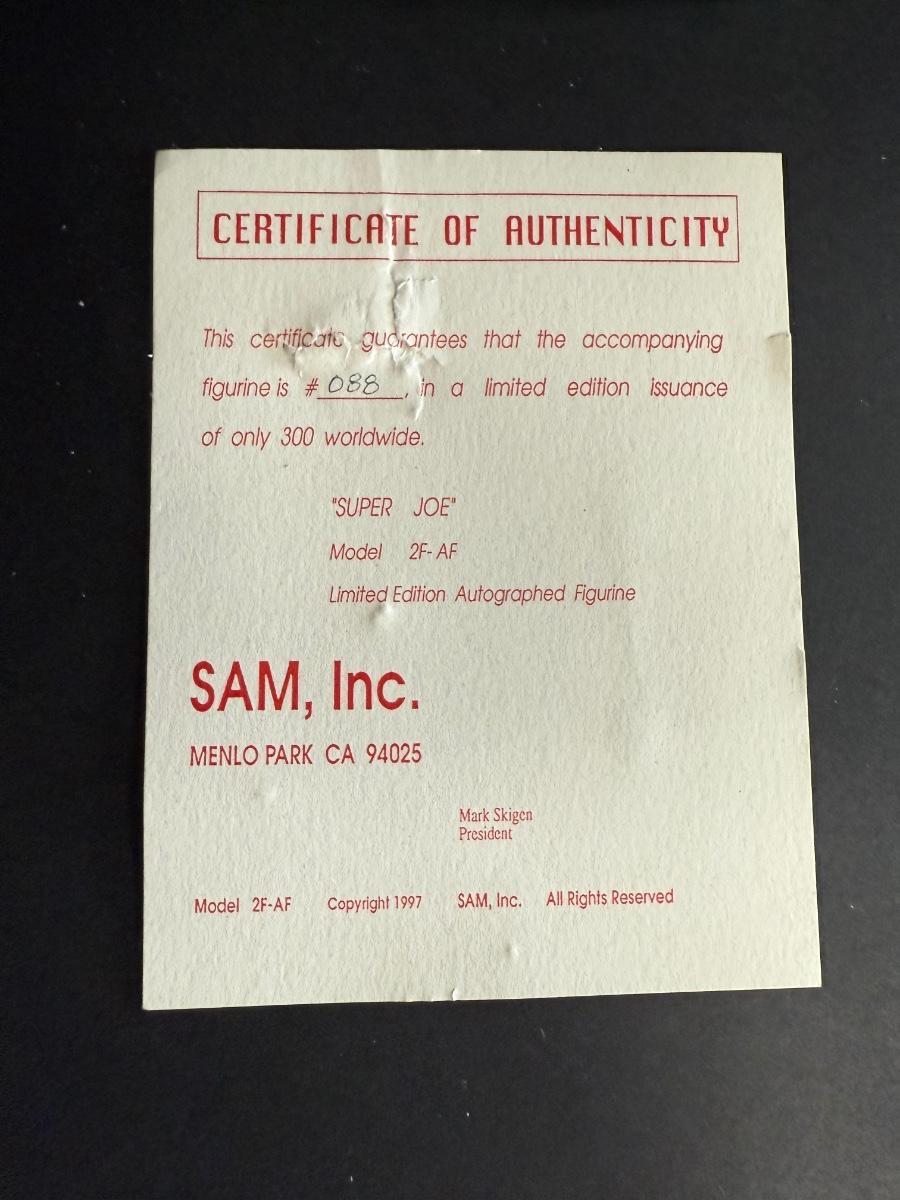 CERTIFICATE OF AUTHENTICITY
This certificate guarantees that the accompanying
figurine is #088, in a limited edition issuance
of only 300 worldwide.
"SUPER JOE"
Model 2F-AF
Limited Edition Autographed Figurine
SAM, Inc.
MENLO PARK CA 94025
Mark Skigen
President
Model 2F-AF Copyright 1997 SAM, Inc. All Rights Reserved